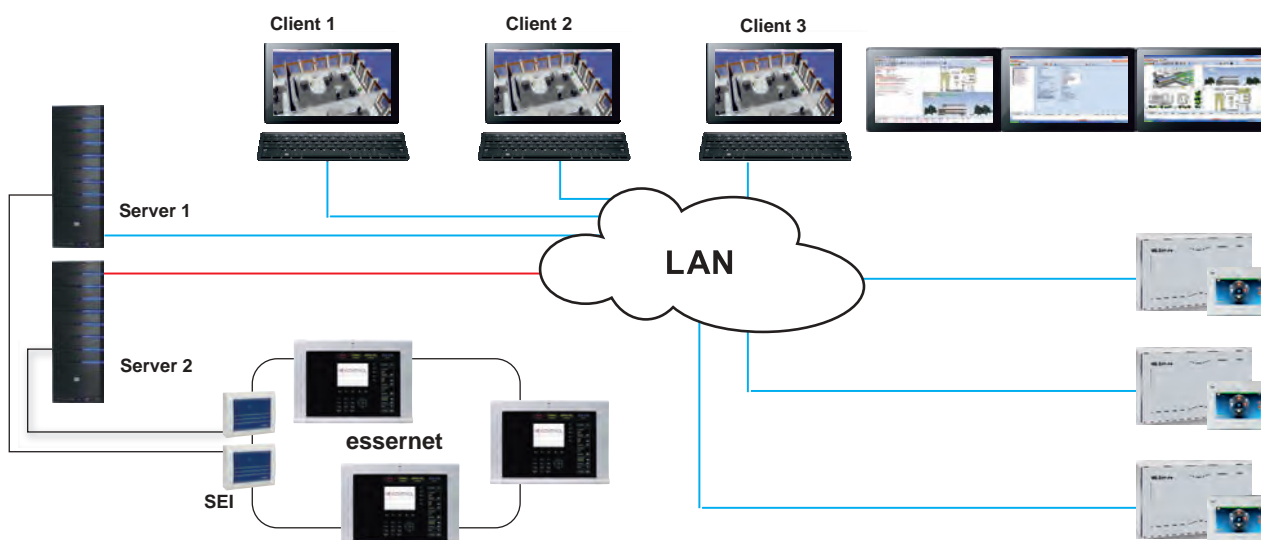 Client 1
Client 2
Client 3
Server 1
LAN
Server 2
essernet
SEI